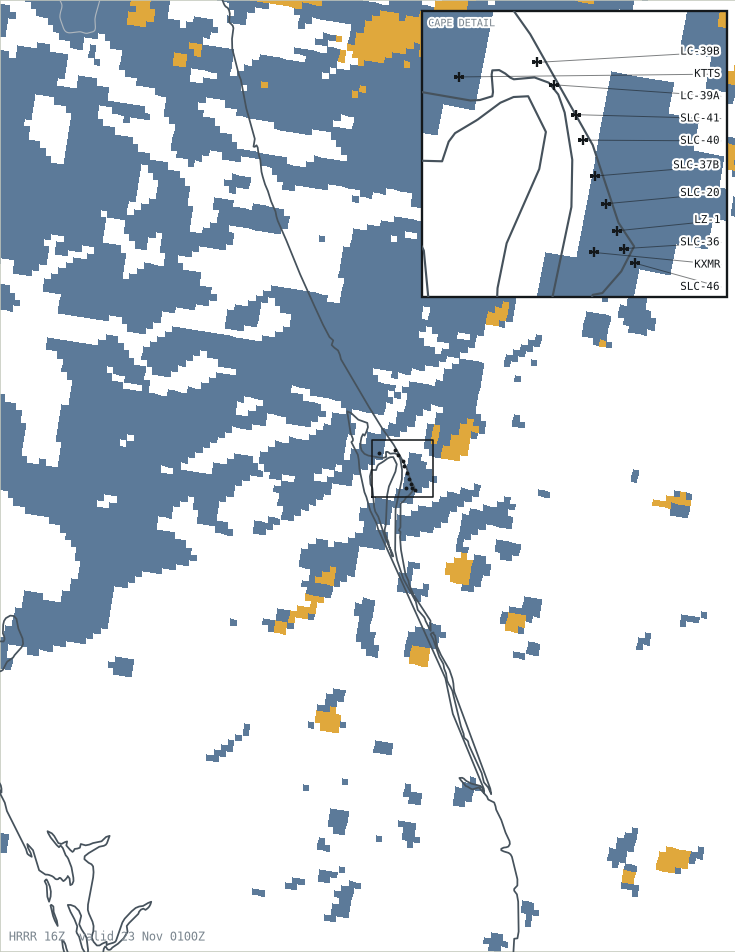 CAPE DETAIL
LC-39B
KTTS
LC-39A
SLC-41
SLC-40
SLC-37B
SLC-20
LZ-1
SLC-36
KXMR
SLC-46
HRRR 16Z valid 23 Nov 0100Z